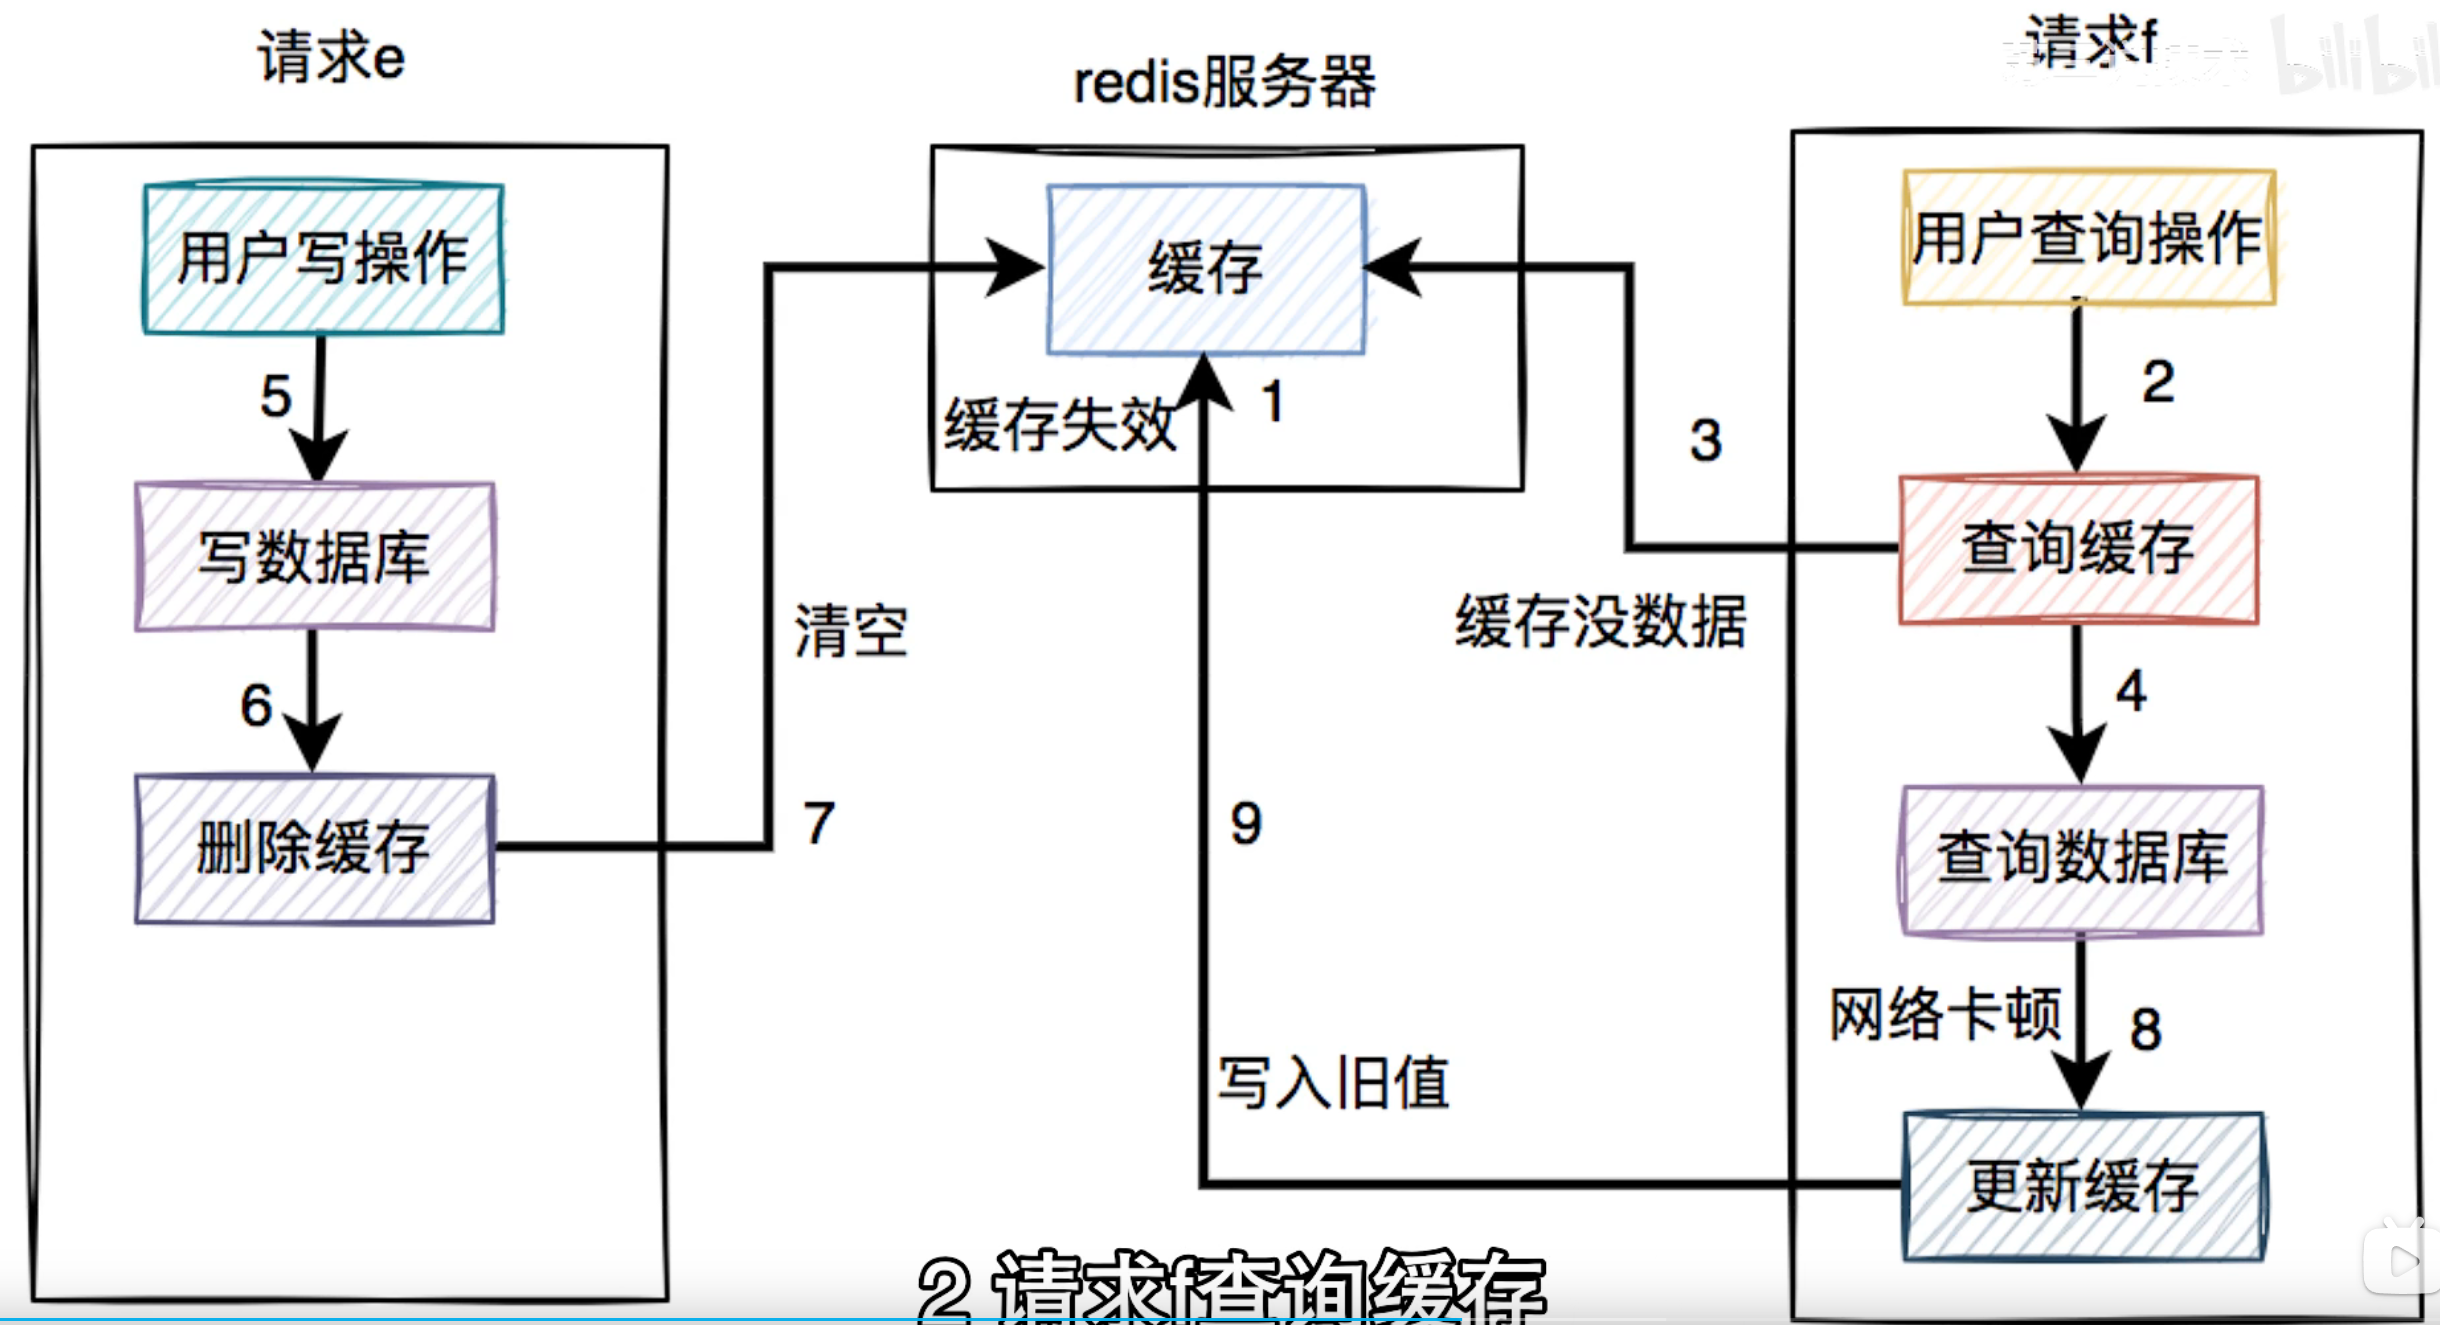 请求e
redis服务器
请求f
bilibili
用户写操作
缓存
用户查询操作
5
缓存失效
1
2
3
写数据库
查询缓存
清空
缓存没数据
6
4
删除缓存
7
9
查询数据库
网络卡顿
8
写入旧值
更新缓存
2 请求f查询缓存